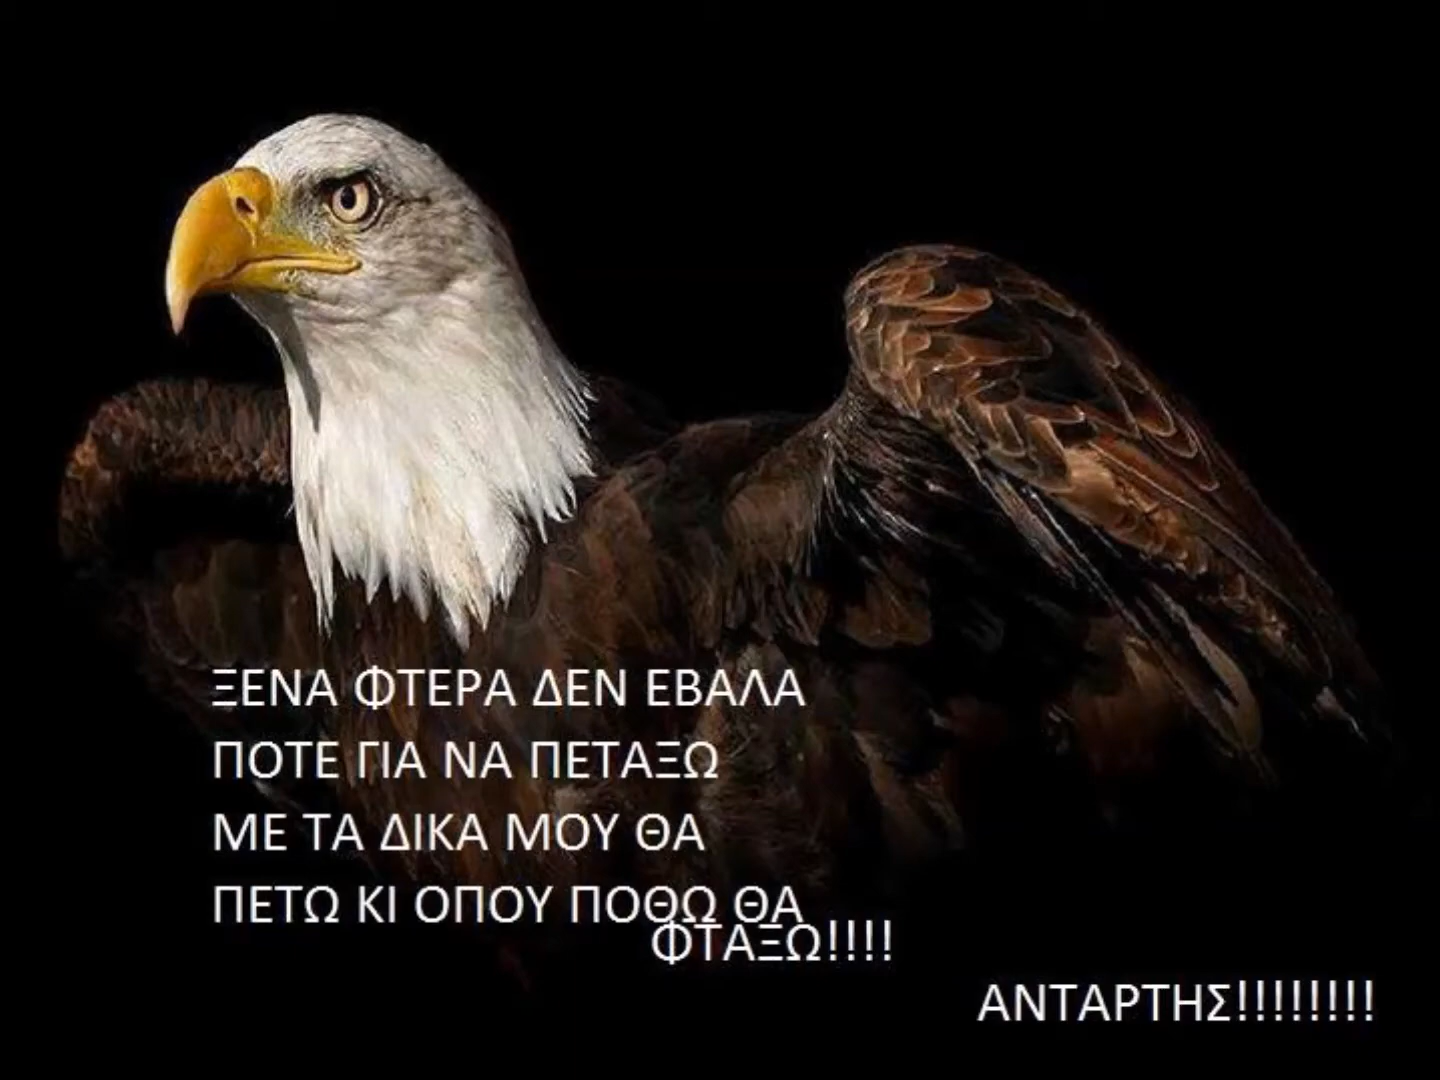 ΞΕΝΑ ΦΤΕΡΑ ΔΕΝ ΕΒΑΛΑ
ΠΟΤΕ ΓΙΑ ΝΑ ΠΕΤΑΞΩ
ΜΕ ΤΑ ΔΙΚΑ ΜΟΥ ΘΑ
ΠΕΤΩ ΚΙ ΟΠΟΥ ΠΟΘΩ ΘΑ
ΦΤΑΞΩ!!!!
ΑΝΤΑΡΤΗΣ!!!!!!!!